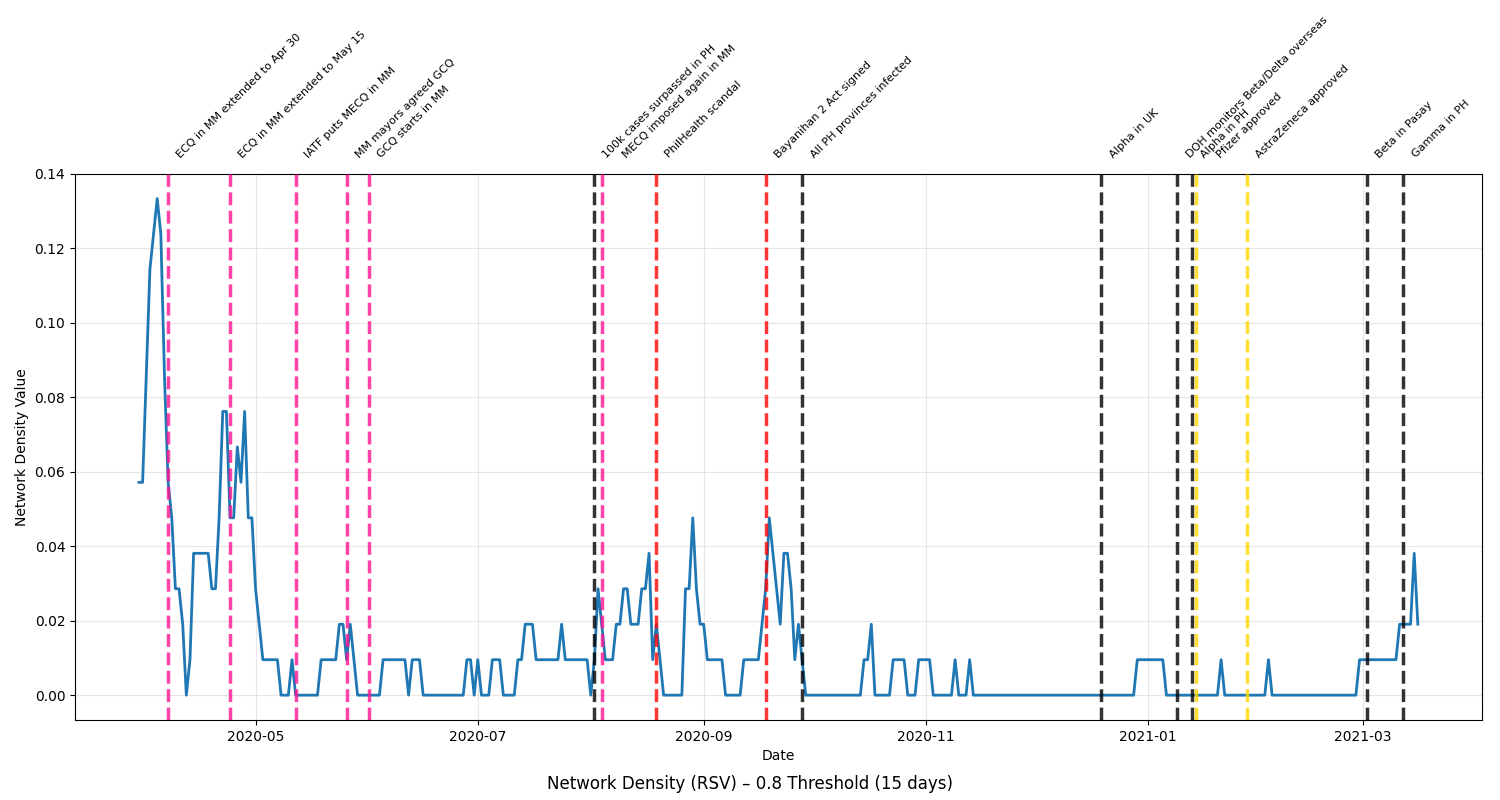 ECQ in MM extended to Apr 30
ECQ in MM extended to May 15
IATF puts MECQ in MM
MM mayors agreed GCQ
GCQ starts in MM
100k cases surpassed in PH
MECQ imposed again in MM
PhilHealth scandal
Bayanihan 2 Act signed
All PH provinces infected
Alpha in UK
DOH monitors Beta/Delta overseas
Alpha in PH
Pfizer approved
AstraZeneca approved
Beta in Pasay
Gamma in PH
Network Density Value
0.14
0.12
0.10
0.08
0.06
0.04
0.02
0.00
2020-05
2020-07
2020-09
2020-11
2021-01
2021-03
Date
Network Density (RSV) – 0.8 Threshold (15 days)